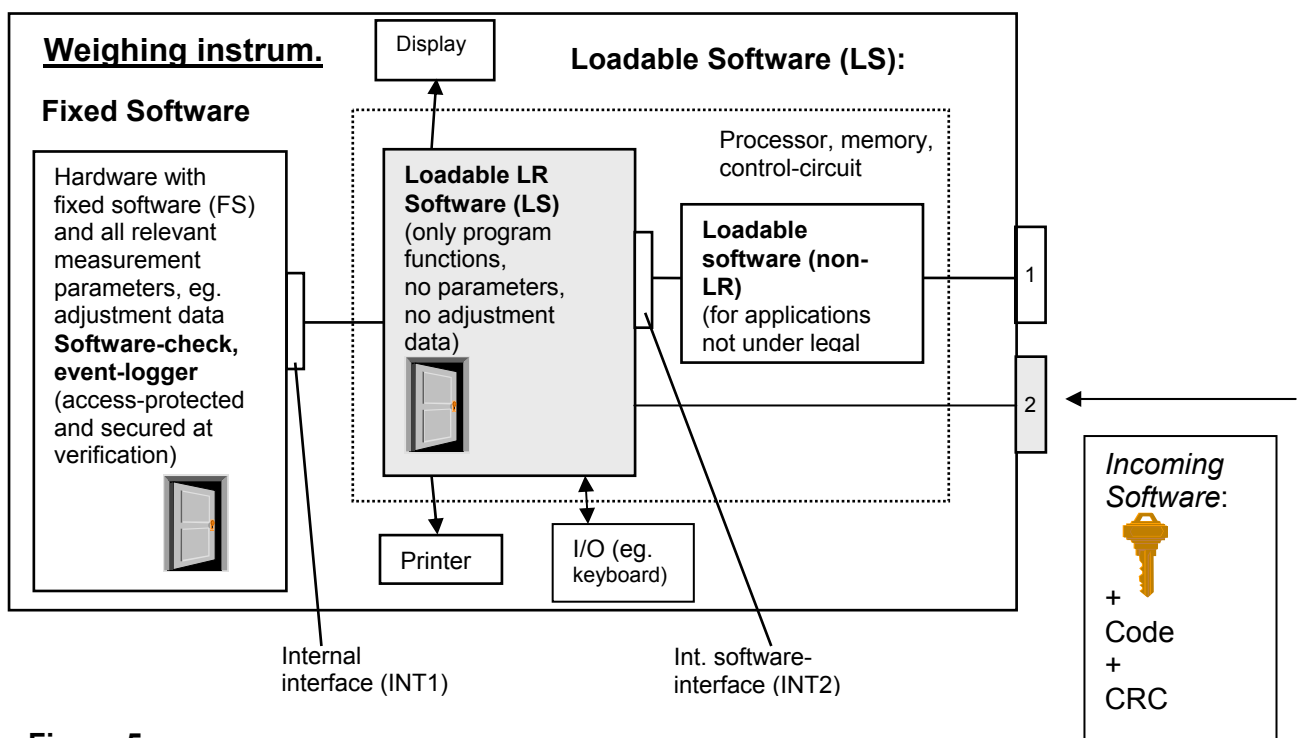 Weighing instrum.
Display
Loadable Software (LS):
Fixed Software
Hardware with
fixed software (FS)
and all relevant
measurement
parameters, eg.
adjustment data
Software-check,
event-logger
(access-protected
and secured at
verification)
Loadable LR
Software (LS)
(only program
functions,
no parameters,
no adjustment
data)
Processor, memory,
control-circuit
Loadable
software (non-
LR)
(for applications
not under legal
1
2
Printer
I/O (eg.
keyboard)
Incoming
Software:
+
Code
+
CRC
Internal
interface (INT1)
Int. software-
interface (INT2)